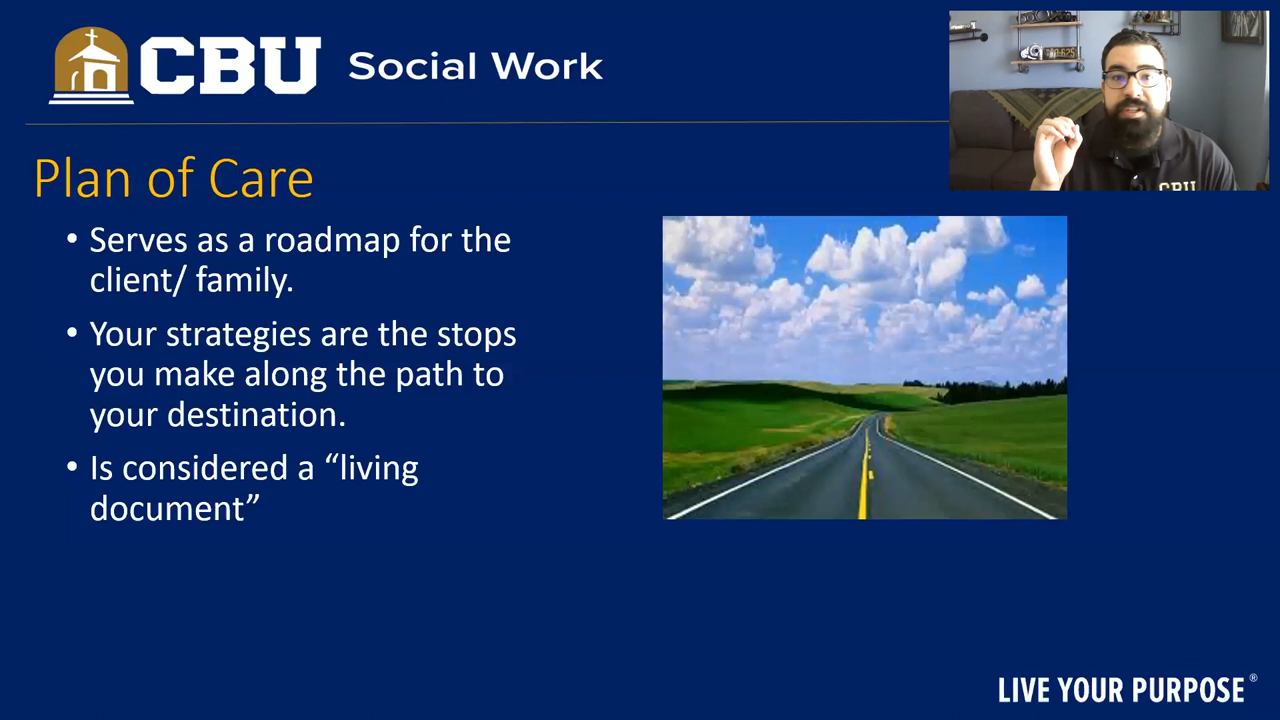 CBU Social Work
Plan of Care
• Serves as a roadmap for the
client/ family.
• Your strategies are the stops
you make along the path to
your destination.
• Is considered a “living
document”
LIVE YOUR PURPOSE®
CBU